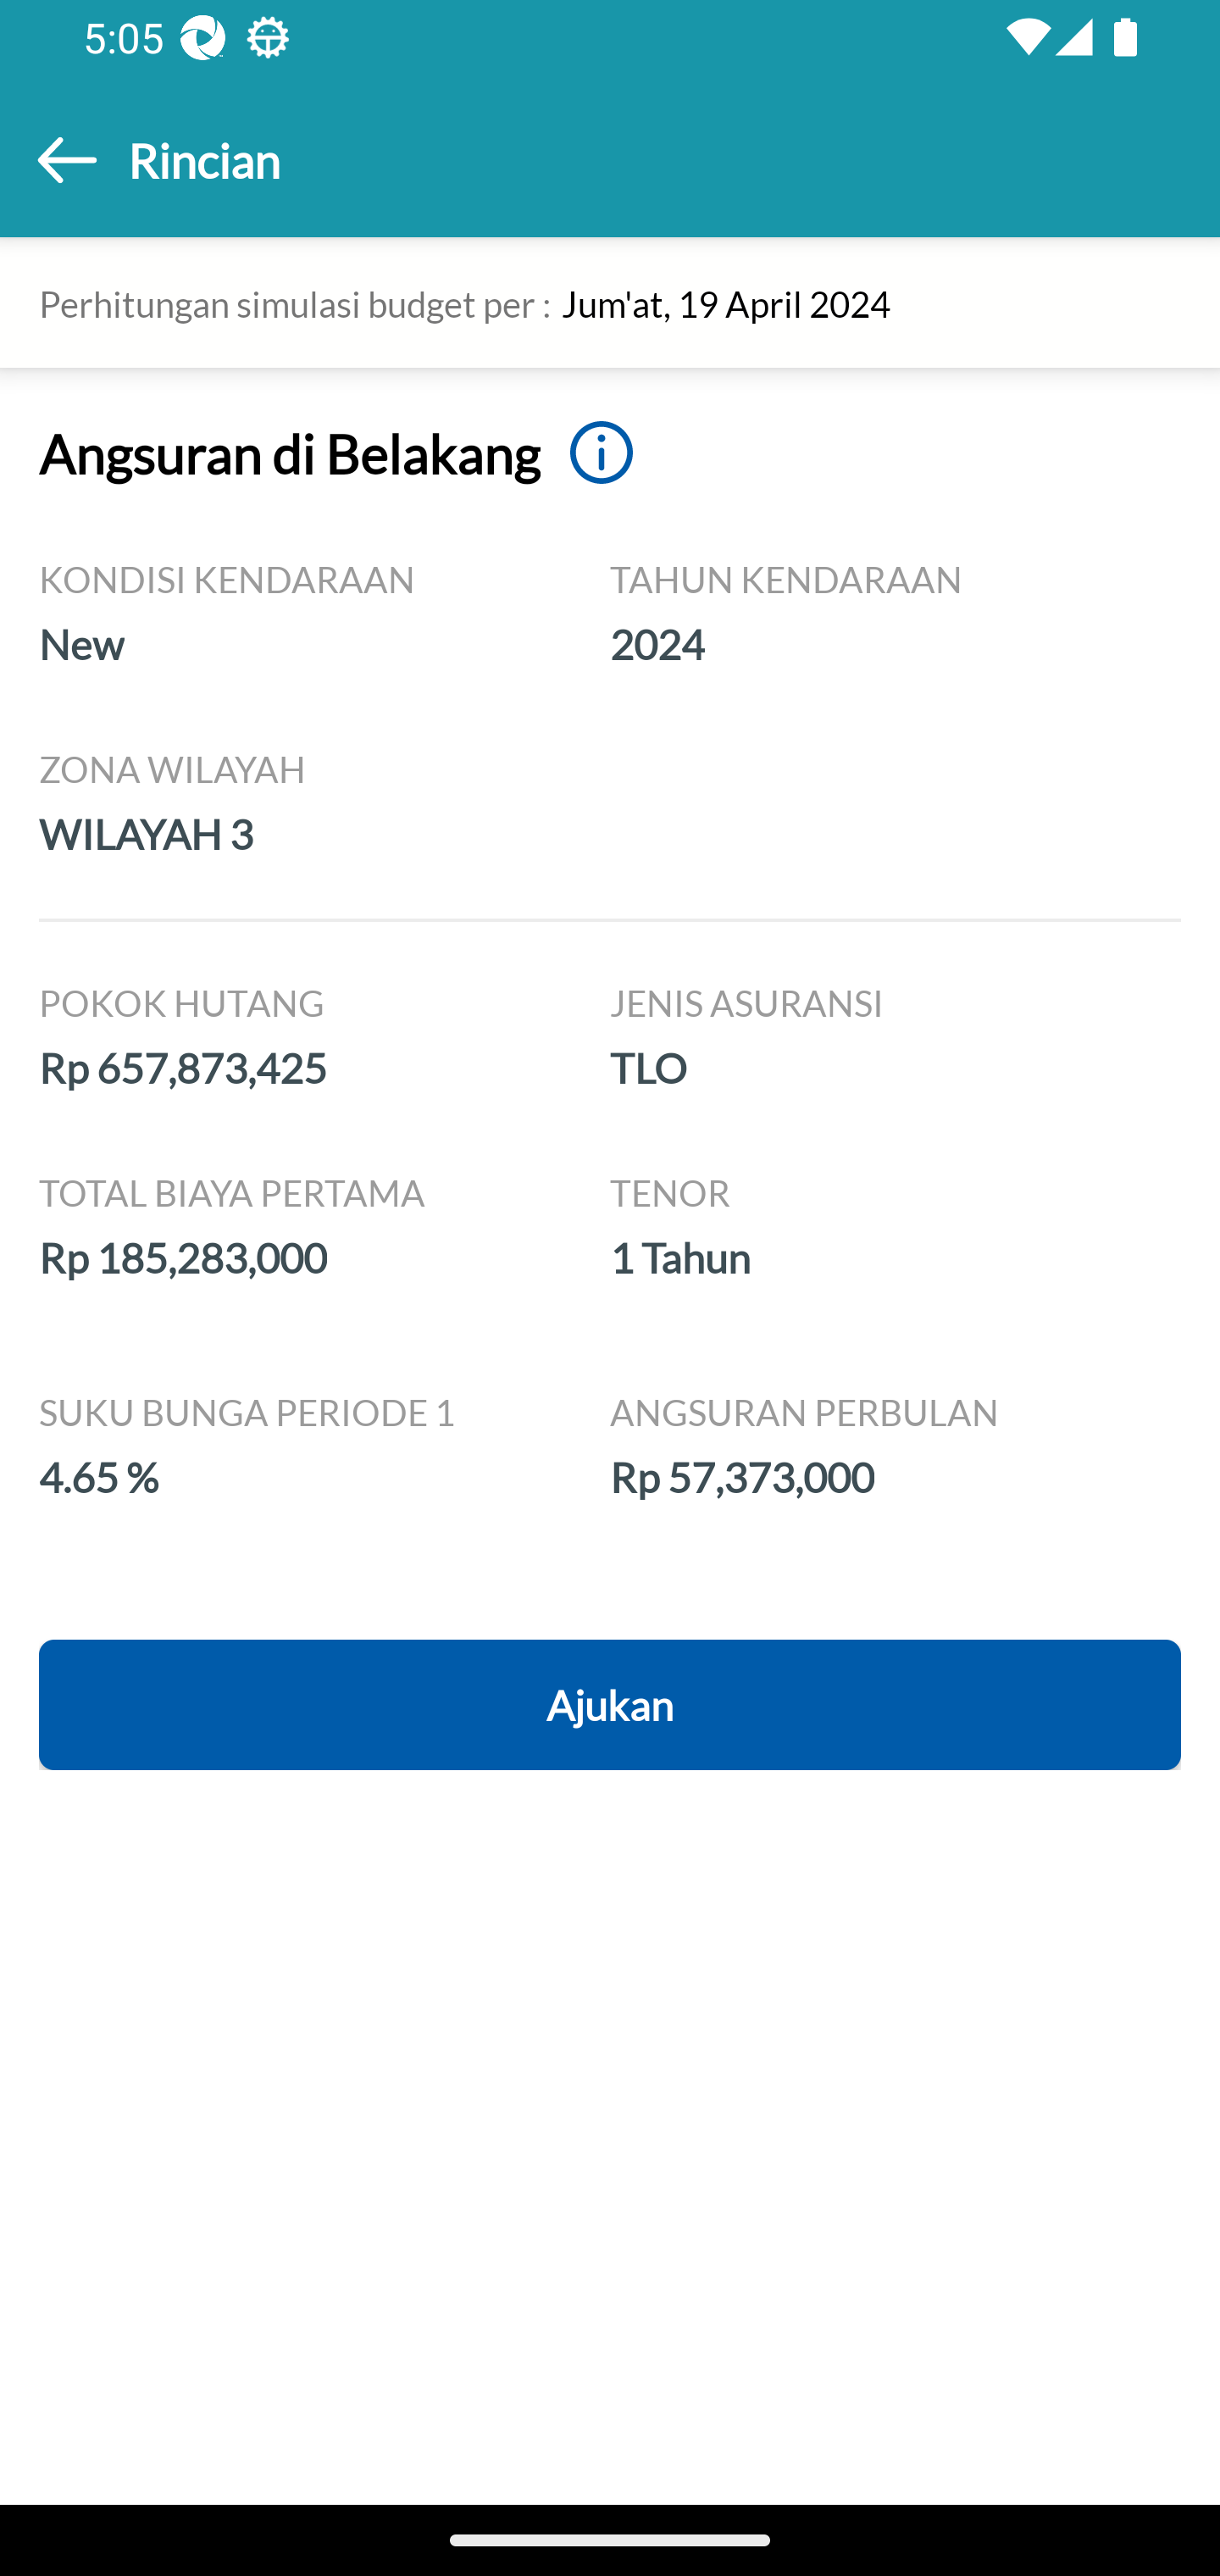 5:05
Rincian
Perhitungan simulasi budget per : Jum'at, 19 April 2024
Angsuran di Belakang
KONDISI KENDARAAN
New
TAHUN KENDARAAN
2024
ZONA WILAYAH
WILAYAH 3
POKOK HUTANG
Rp 657,873,425
JENIS ASURANSI
TLO
TOTAL BIAYA PERTAMA
Rp 185,283,000
TENOR
1 Tahun
SUKU BUNGA PERIODE 1
4.65 %
ANGSURAN PERBULAN
Rp 57,373,000
Ajukan